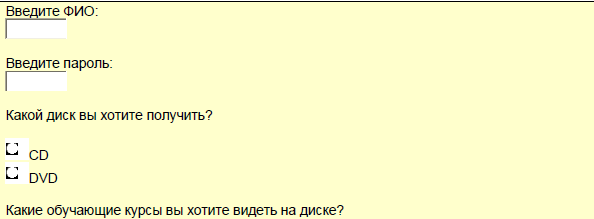 Введите ФИО:
Введите пароль:
Какой диск вы хотите получить?
CD
DVD
Какие обучающие курсы вы хотите видеть на диске?